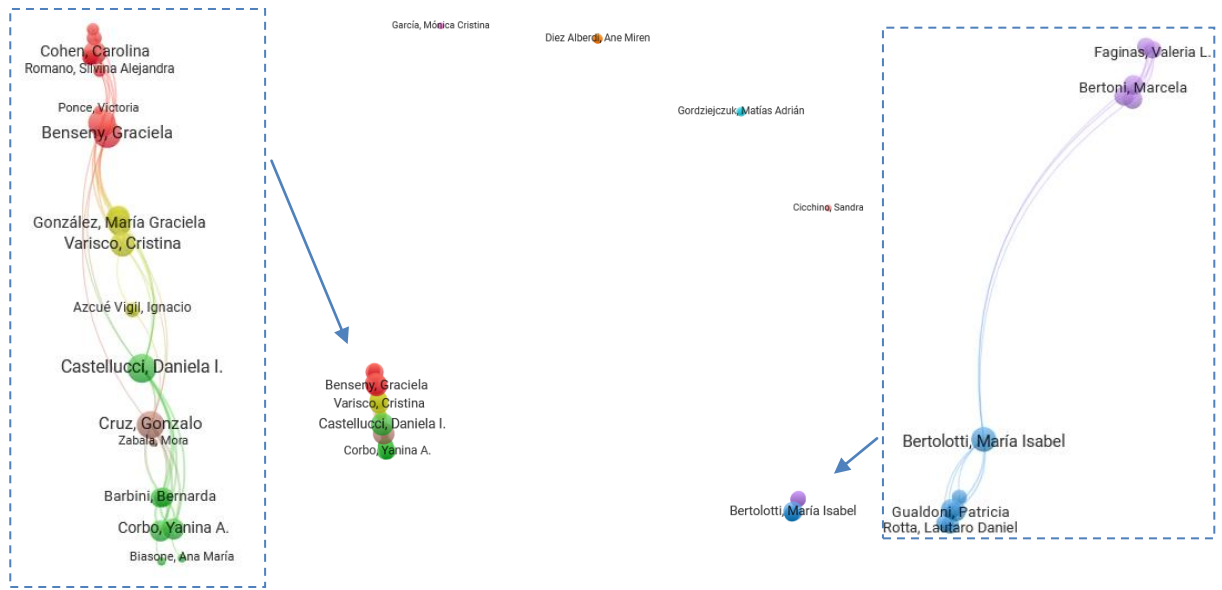 Cohen, Carolina
Romano, Silvina Alejandra
Ponce, Victoria
Benseny, Graciela
González, María Graciela
Varisco, Cristina
Azcué Vigil, Ignacio
Castellucci, Daniela I.
Cruz, Gonzalo
Zabala, Mora
Barbini, Bernarda
Corbo, Yanina A.
Biasone, Ana María
García, Mónica Cristina
Diez Alberdi, Ane Miren
Gordziejczuk, Matías Adrián
Cicchino, Sandra
Benseny, Graciela
Varisco, Cristina
Castellucci, Daniela I.
Corbo, Yanina A.
Bertolotti, María Isabel
Faginas, Valeria L.
Bertoni, Marcela
Bertolotti, María Isabel
Gualdoni, Patricia
Rotta, Lautaro Daniel